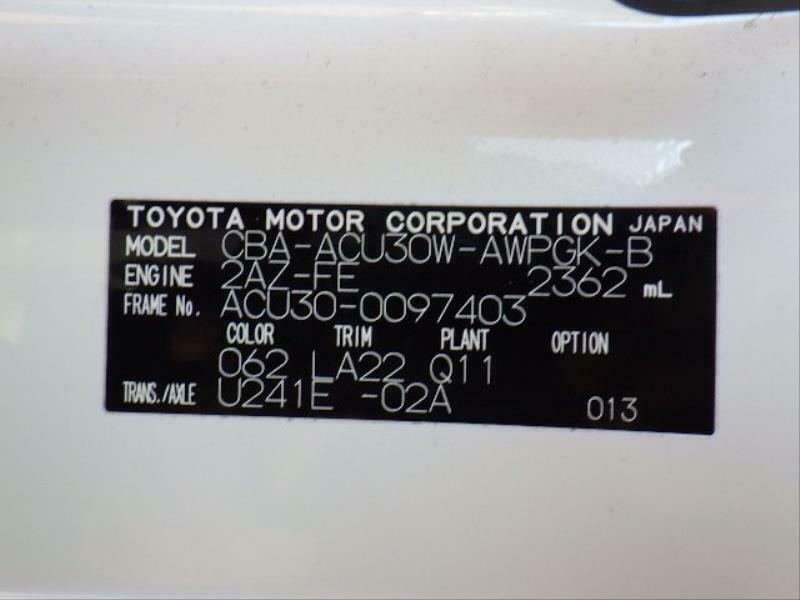 TOYOTA MOTOR CORPORATION JAPAN
MODEL CBA-ACU30W-AWPGK-B
ENGINE 2AZ-FE 2362 mL
FRAME No. ACU30-0097403
COLOR TRIM PLANT OPTION
062 LA22 Q11
TRANS./AXLE U241E -02A 013